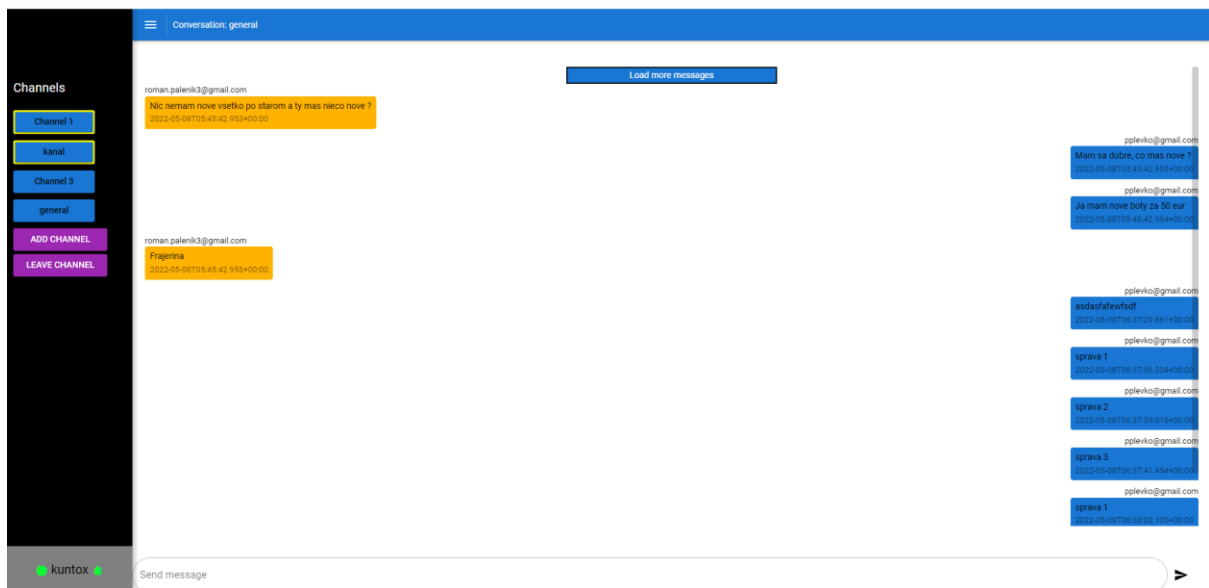 Conversation: general
Channels
Channel 1
kanal
Channel 3
general
ADD CHANNEL
LEAVE CHANNEL
kuntox
Load more messages
roman.palenik3@gmail.com
Nic nemam nove vsetko po starom a ty mas nieco nove ?
2022-05-08T05:45:42.953+00:00
pplevko@gmail.com
Mam sa dobre, co mas nove ?
2022-05-08T05:45:42.953+00:00
pplevko@gmail.com
Ja mam nove boty za 50 eur
2022-05-08T05:45:42.954+00:00
roman.palenik3@gmail.com
Frajerina
2022-05-08T05:45:42.955+00:00
pplevko@gmail.com
asdasfafewfsdf
2022-05-08T06:37:29.861+00:00
pplevko@gmail.com
sprava 1
2022-05-08T06:37:36.524+00:00
pplevko@gmail.com
sprava 2
2022-05-08T06:37:39.016+00:00
pplevko@gmail.com
sprava 3
2022-05-08T06:37:41.454+00:00
pplevko@gmail.com
sprava 1
2022-05-08T06:38:02.105+00:00
Send message